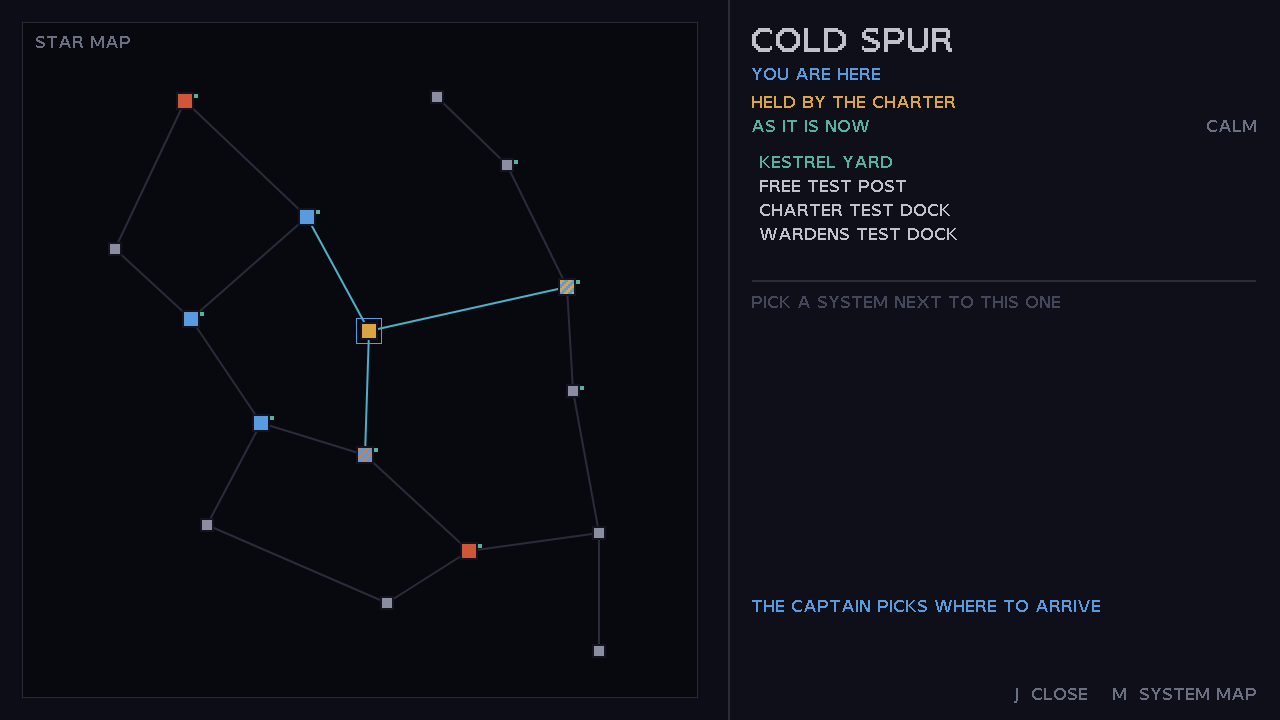 STAR MAP
COLD SPUR
YOU ARE HERE
HELD BY THE CHARTER
AS IT IS NOW CALM
KESTREL YARD
FREE TEST POST
CHARTER TEST DOCK
WARDENS TEST DOCK
PICK A SYSTEM NEXT TO THIS ONE
THE CAPTAIN PICKS WHERE TO ARRIVE
J CLOSE M SYSTEM MAP